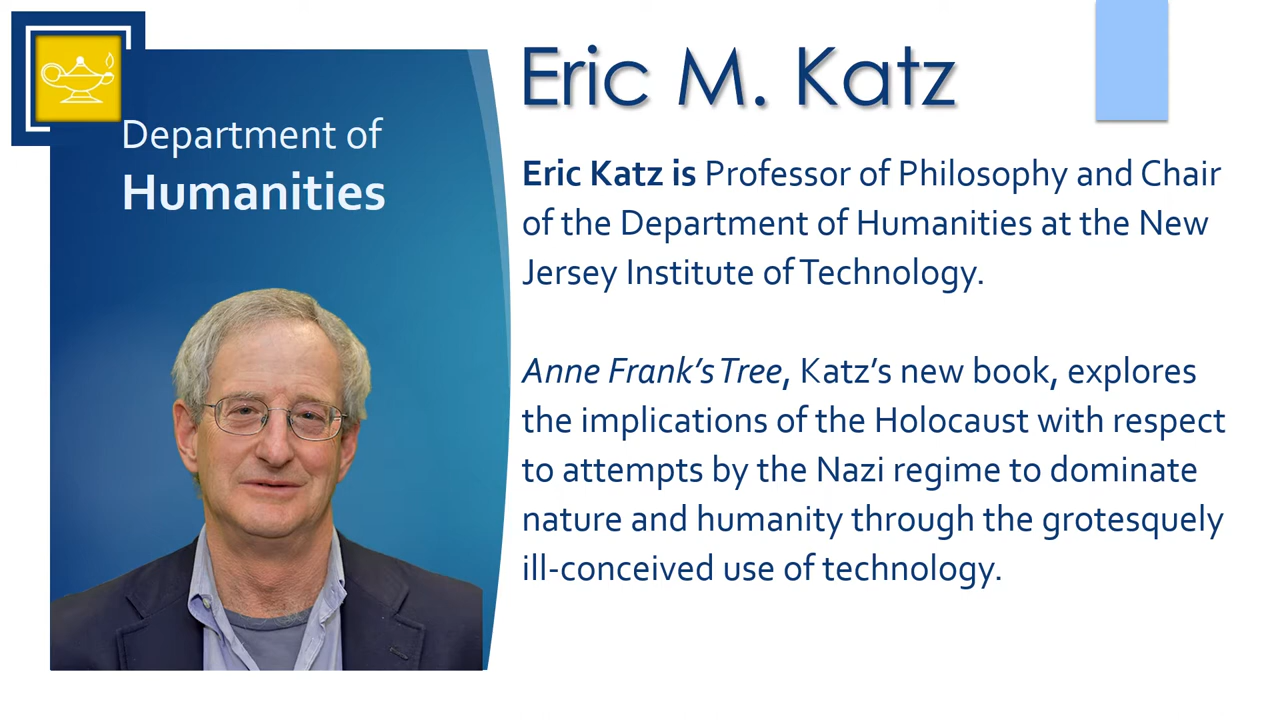 Department of
Humanities
Eric M. Katz
Eric Katz is Professor of Philosophy and Chair
of the Department of Humanities at the New
Jersey Institute of Technology.
Anne Frank’s Tree, Katz’s new book, explores
the implications of the Holocaust with respect
to attempts by the Nazi regime to dominate
nature and humanity through the grotesquely
ill-conceived use of technology.